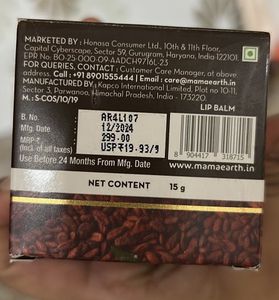 MARKETED BY : Honasa Consumer Ltd., 10th & 11th Floor,
Capital Cyberscape, Sector 59, Gurugram, Haryana, India 122101.
EPR No: BO-25-000-09-AADCH9716L-23
FOR QUERIES, CONTACT : Customer Care Manager, at above
address. Call : +91 8901555444 | Email : care@mamaearth.in
MANUFACTURED BY : Kapco International Limited, Plot no 10-11,
Sector 3, Parwanoo, Himachal Pradesh, India - 173220.
M. : S-COS/10/19
LIP BALM
B. No. AR4L107
Mfg. Date 12/2024
MRP ₹ 299.00
(Incl. of all taxes) USP₹19.93/g
Use Before 24 Months From Mfg. Date
8 904417 318715
www.mamaearth.in
NET CONTENT 15 g